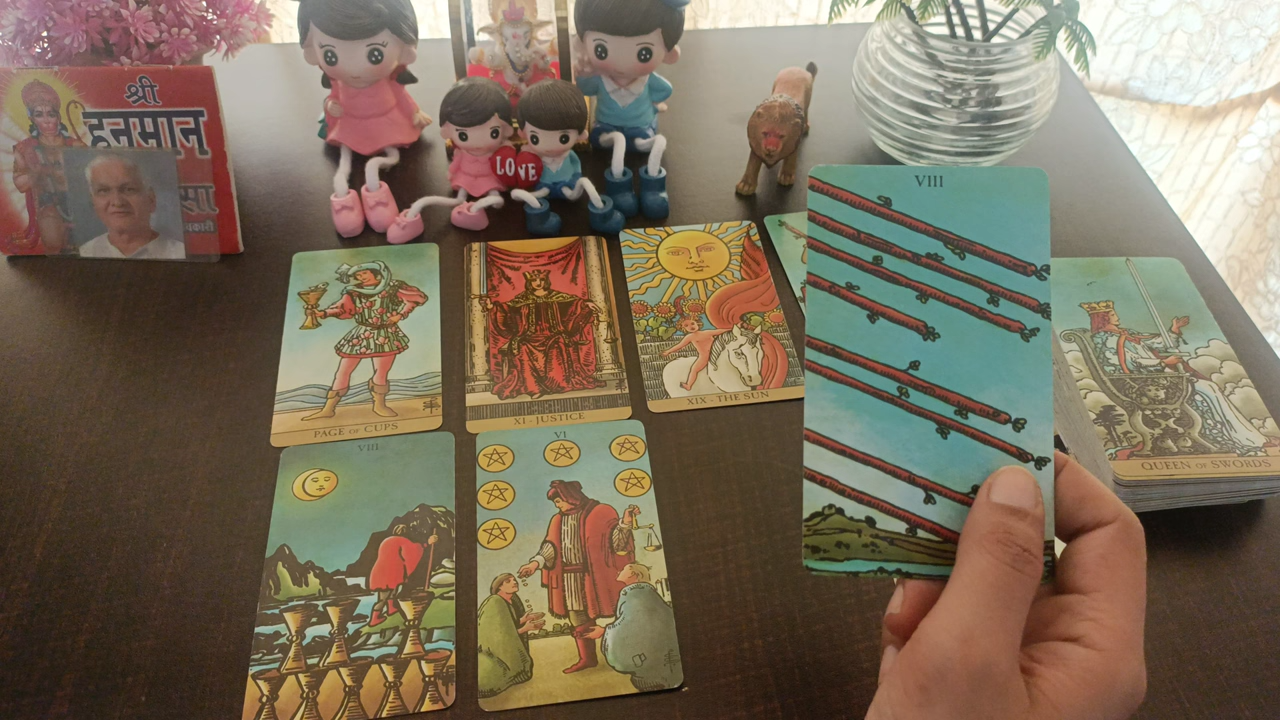 श्री
हनुमान
सा
LOVE
VIII
PAGE OF CUPS
XI - JUSTICE
XIX - THE SUN
QUEEN OF SWORDS
VIII
VI